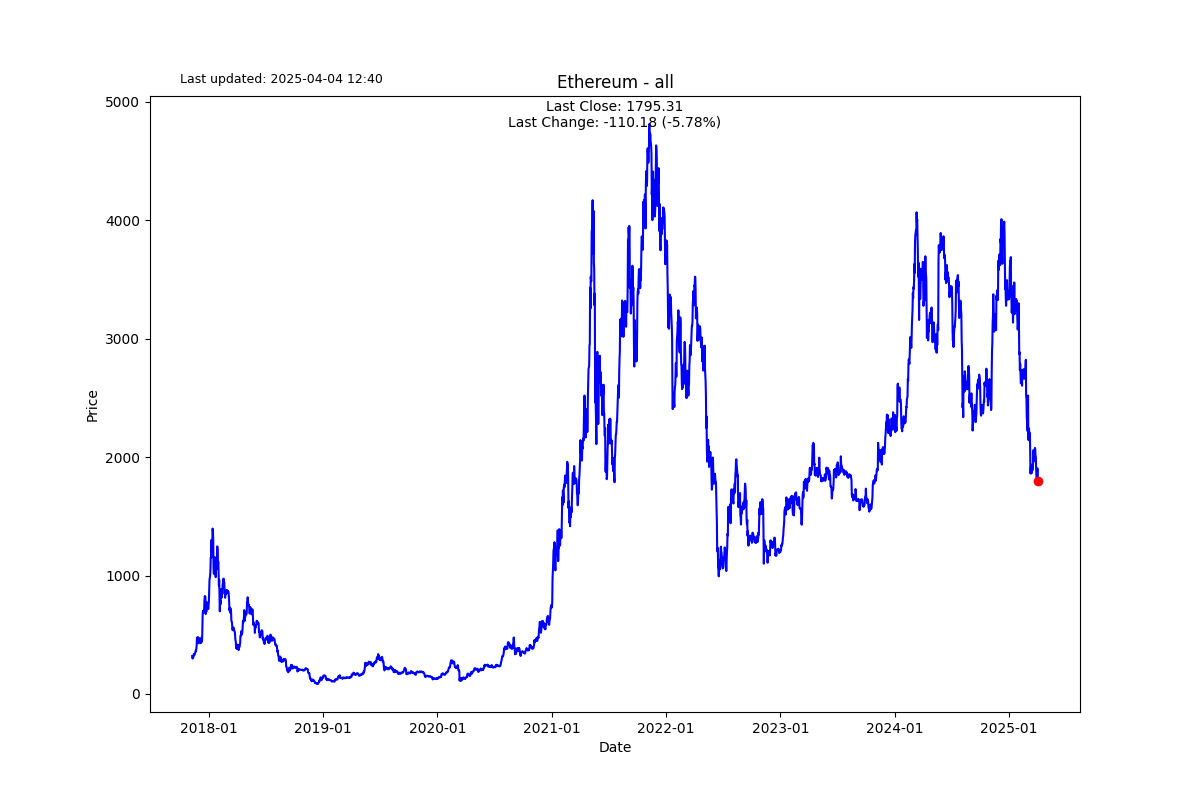 Last updated: 2025-04-04 12:40
Ethereum - all
Last Close: 1795.31
Last Change: -110.18 (-5.78%)
5000
4000
3000
2000
1000
0
Price
2018-01 2019-01 2020-01 2021-01 2022-01 2023-01 2024-01 2025-01
Date